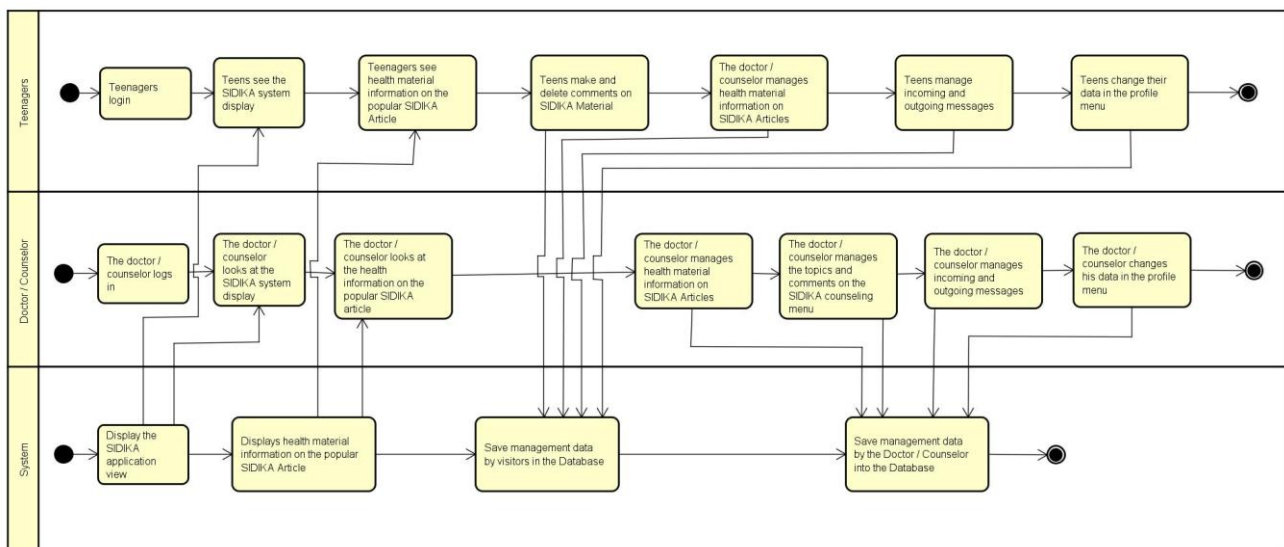 Teenagers
Teenagers
login
Teens see the
SIDIKA system
display
Teenagers see
health material
information on the
popular SIDIKA
Article
Teens make and
delete comments on
SIDIKA Material
The doctor /
counselor manages
health material
information on
SIDIKA Articles
Teens manage
incoming and
outgoing messages
Teens change their
data in the profile
menu
Doctor / Counselor
The doctor /
counselor logs
in
The doctor /
counselor
looks at the
SIDIKA system
display
The doctor /
counselor looks at
the health
information on the
popular SIDIKA
article
The doctor /
counselor manages
health material
information on
SIDIKA Articles
The doctor /
counselor manages
the topics and
comments on the
SIDIKA counseling
menu
The doctor /
counselor manages
incoming and
outgoing messages
The doctor /
counselor changes
his data in the profile
menu
System
Display the
SIDIKA
application
view
Displays health material
information on the popular
SIDIKA Article
Save management data
by visitors in the Database
Save management data
by the Doctor / Counselor
into the Database